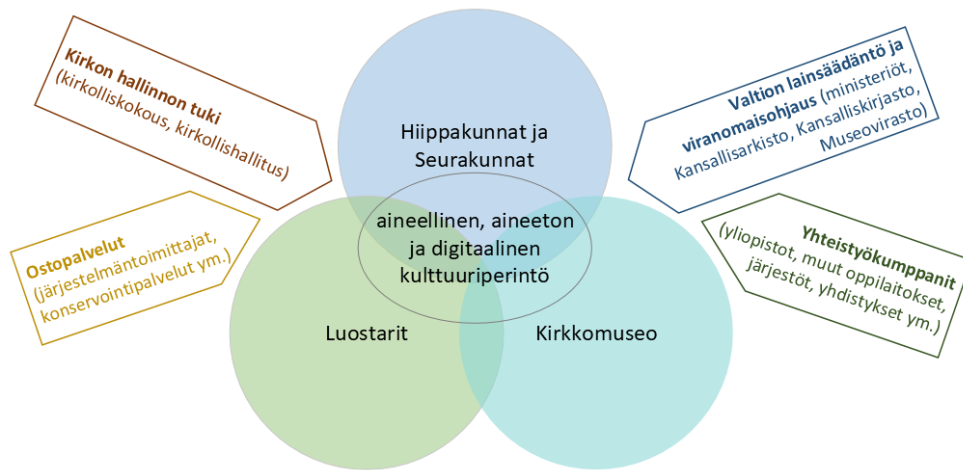 Kirkon hallinnon tuki
(kirkolliskokous, kirkollishallitus)
Valtion lainsäädäntö ja
viranomaisohjaus (ministeriöt,
Kansallisarkisto, Kansalliskirjasto,
Museovirasto)
Hiippakunnat ja
Seurakunnat
aineellinen, aineeton
ja digitaalinen
kulttuuriperintö
Ostopalvelut
(järjestelmäntoimittajat,
konservointipalvelut ym.)
Yhteistyökumppanit
(yliopistot, muut oppilaitokset,
järjestöt, yhdistykset ym.)
Luostarit
Kirkkomuseo